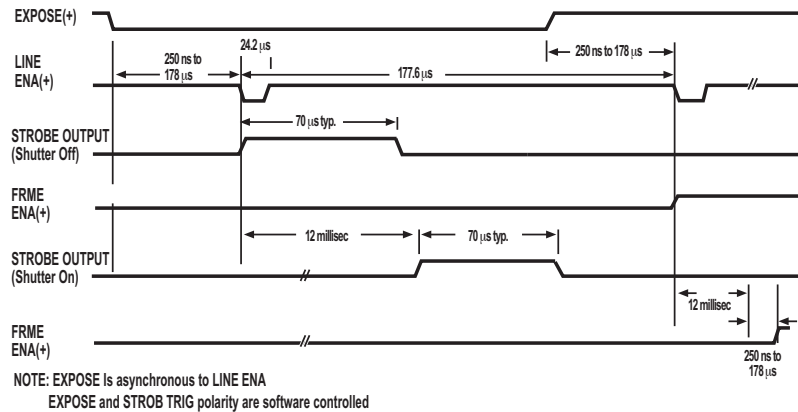 EXPOSE(+)
24.2 µs
250 ns to
178 µs
250 ns to 178 µs
LINE
ENA(+)
177.6 µs
70 µs typ.
STROBE OUTPUT
(Shutter Off)
FRME
ENA(+)
12 millisec
70 µs typ.
STROBE OUTPUT
(Shutter On)
12 millisec
FRME
ENA(+)
250 ns to
178 µs
NOTE: EXPOSE Is asynchronous to LINE ENA
EXPOSE and STROB TRIG polarity are software controlled